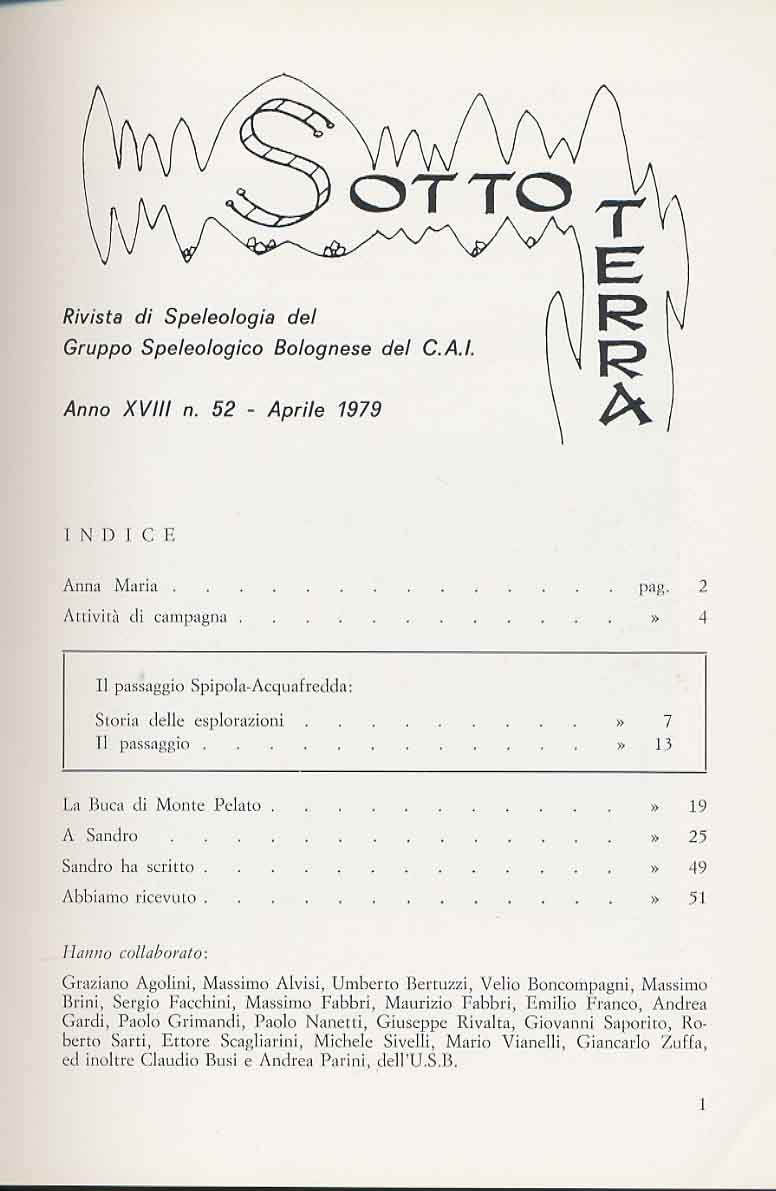 SOTTO
TERRA
Rivista di Speleologia del
Gruppo Speleologico Bolognese del C.A.I.
Anno XVIII n. 52 - Aprile 1979
INDICE
Anna Maria . . . . . . . . . . . . . . pag. 2
Attività di campagna . . . . . . . . . . . . » 4
Il passaggio Spipola-Acquafredda:
Storia delle esplorazioni . . . . . . . . . » 7
Il passaggio . . . . . . . . . . . . » 13
La Buca di Monte Pelato . . . . . . . . . . . » 19
A Sandro . . . . . . . . . . . . . . » 25
Sandro ha scritto . . . . . . . . . . . . . » 49
Abbiamo ricevuto . . . . . . . . . . . . . » 51
Hanno collaborato:
Graziano Agolini, Massimo Alvisi, Umberto Bertuzzi, Velio Boncompagni, Massimo
Brini, Sergio Facchini, Massimo Fabbri, Maurizio Fabbri, Emilio Franco, Andrea
Gardi, Paolo Grimandi, Paolo Nanetti, Giuseppe Rivalta, Giovanni Saporito, Ro-
berto Sarti, Ettore Scagliarini, Michele Sivelli, Mario Vianelli, Giancarlo Zuffa,
ed inoltre Claudio Busi e Andrea Parini, dell'U.S.B.
1